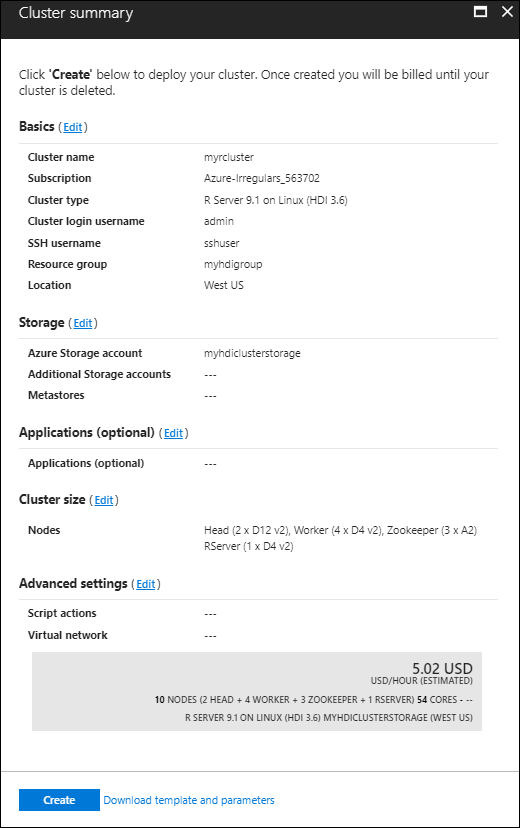 Cluster summary
Click 'Create' below to deploy your cluster. Once created you will be billed until your
cluster is deleted.
Basics (Edit)
Cluster name myrcluster
Subscription Azure-Irregulars_563702
Cluster type R Server 9.1 on Linux (HDI 3.6)
Cluster login username admin
SSH username sshuser
Resource group myhdigroup
Location West US
Storage (Edit)
Azure Storage account myhdiclusterstorage
Additional Storage accounts ---
Metastores ---
Applications (optional) (Edit)
Applications (optional) ---
Cluster size (Edit)
Nodes Head (2 x D12 v2), Worker (4 x D4 v2), Zookeeper (3 x A2)
RServer (1 x D4 v2)
Advanced settings (Edit)
Script actions ---
Virtual network ---
5.02 USD
USD/HOUR (ESTIMATED)
10 NODES (2 HEAD + 4 WORKER + 3 ZOOKEEPER + 1 RSERVER) 54 CORES - --
R SERVER 9.1 ON LINUX (HDI 3.6) MYHDICLUSTERSTORAGE (WEST US)
Create Download template and parameters